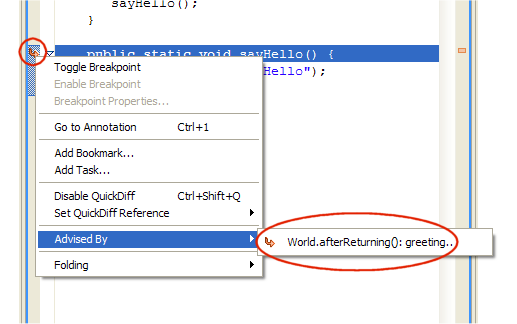 sayHello();
}
public static void sayHello() {
Hello");
Toggle Breakpoint
Enable Breakpoint
Breakpoint Properties...
Go to Annotation Ctrl+1
Add Bookmark...
Add Task...
Disable QuickDiff Ctrl+Shift+Q
Set QuickDiff Reference
Advised By
World.afterReturning(): greeting..
Folding